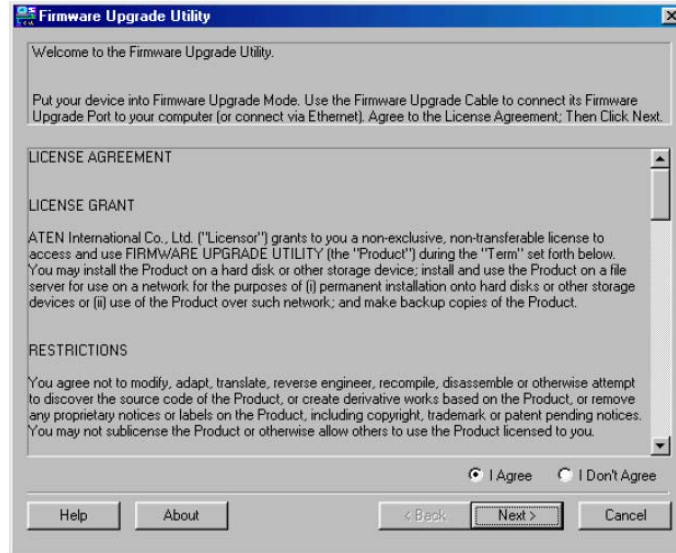 Firmware Upgrade Utility
Welcome to the Firmware Upgrade Utility.
Put your device into Firmware Upgrade Mode. Use the Firmware Upgrade Cable to connect its Firmware
Upgrade Port to your computer (or connect via Ethernet). Agree to the License Agreement; Then Click Next.
LICENSE AGREEMENT
LICENSE GRANT
ATEN International Co., Ltd. ("Licensor") grants to you a non-exclusive, non-transferable license to
access and use FIRMWARE UPGRADE UTILITY (the "Product") during the "Term" set forth below.
You may install the Product on a hard disk or other storage device; install and use the Product on a file
server for use on a network for the purposes of (i) permanent installation onto hard disks or other storage
devices or (ii) use of the Product over such network; and make backup copies of the Product.
RESTRICTIONS
You agree not to modify, adapt, translate, reverse engineer, recompile, disassemble or otherwise attempt
to discover the source code of the Product, or create derivative works based on the Product, or remove
any proprietary notices or labels on the Product, including copyright, trademark or patent pending notices.
You may not sublicense the Product or otherwise allow others to use the Product licensed to you.
I Agree I Don't Agree
Help About < Back Next > Cancel